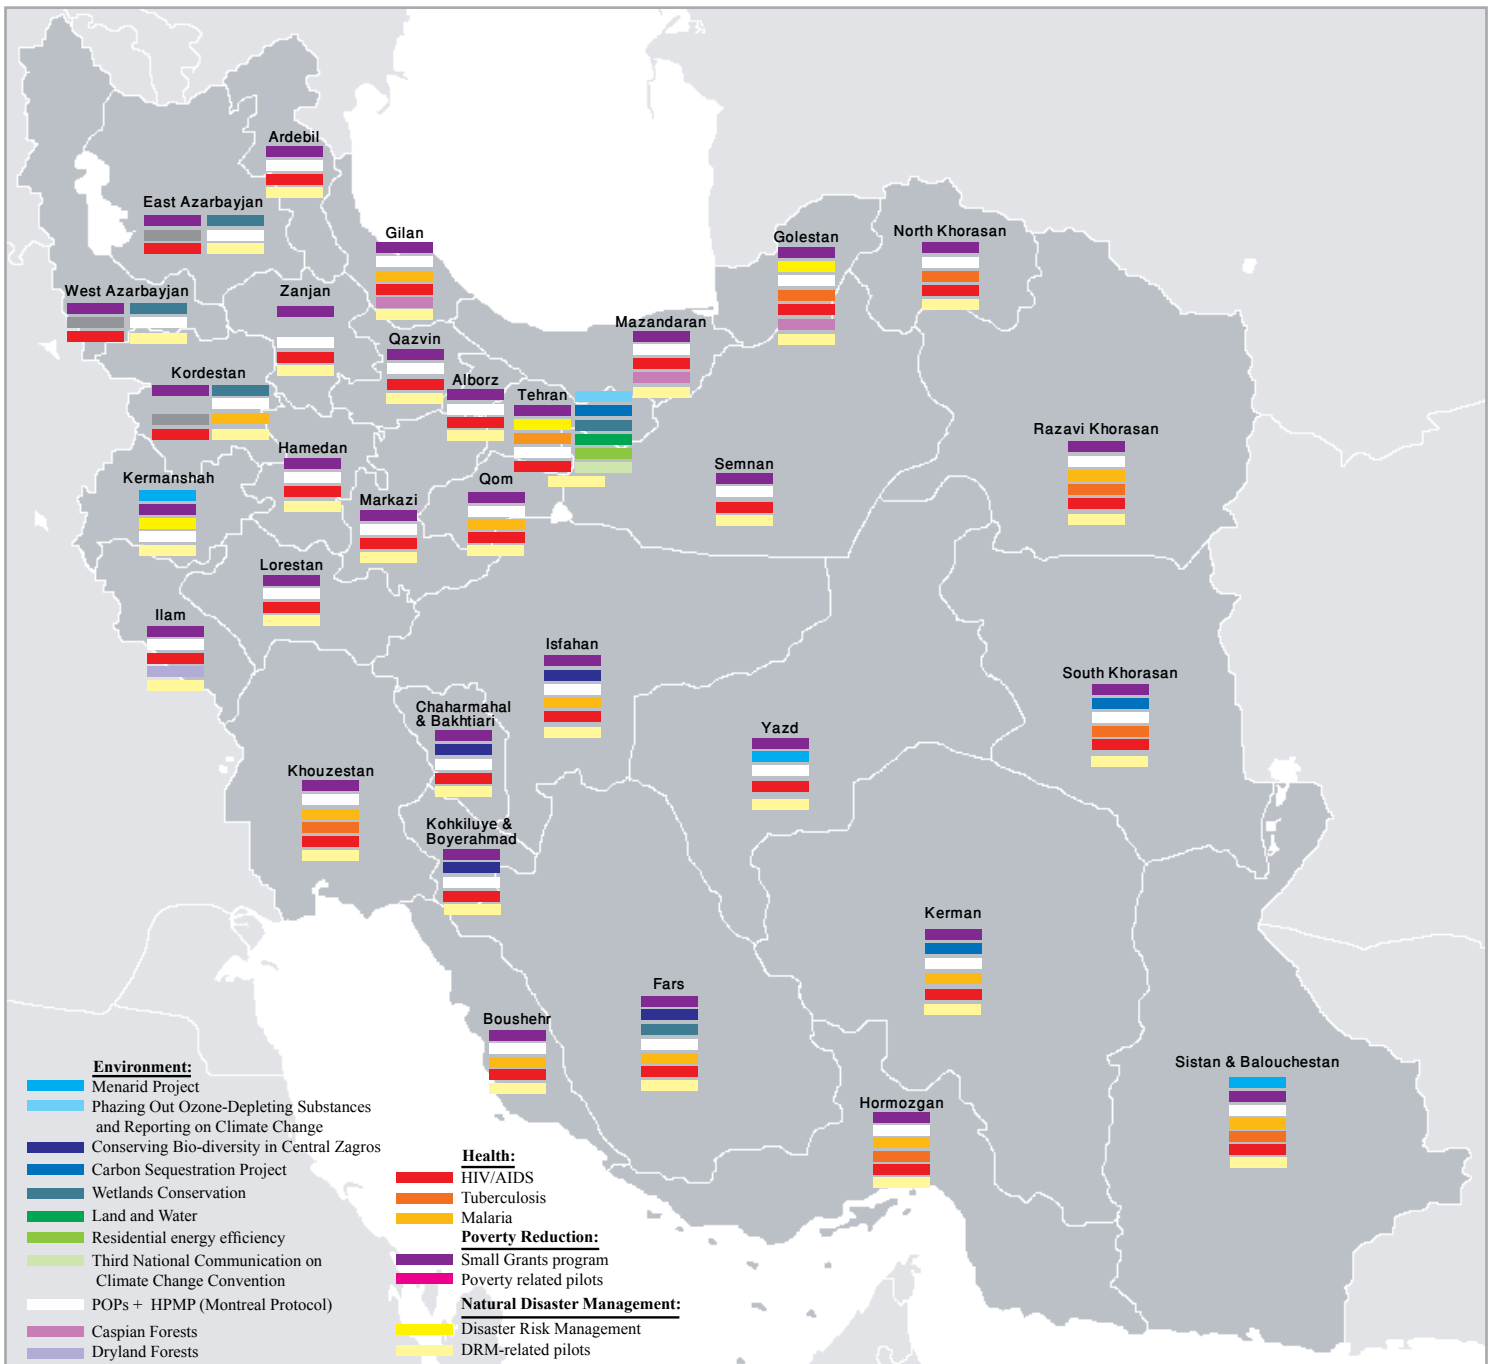 Ardebil
East Azarbayjan
Gilan
Golestan
North Khorasan
West Azarbayjan
Zanjan
Mazandaran
Qazvin
Kordestan
Alborz
Tehran
Razavi Khorasan
Hamedan
Semnan
Kermanshah
Qom
Markazi
Lorestan
Ilam
Isfahan
South Khorasan
Chaharmahal
& Bakhtiari
Yazd
Khouzestan
Kohkiluye &
Boyerahmad
Kerman
Fars
Boushehr
Sistan & Balouchestan
Hormozgan
Environment:
Menarid Project
Phazing Out Ozone-Depleting Substances
and Reporting on Climate Change
Conserving Bio-diversity in Central Zagros
Carbon Sequestration Project
Wetlands Conservation
Land and Water
Residential energy efficiency
Third National Communication on
Climate Change Convention
POPs + HPMP (Montreal Protocol)
Caspian Forests
Dryland Forests
Health:
HIV/AIDS
Tuberculosis
Malaria
Poverty Reduction:
Small Grants program
Poverty related pilots
Natural Disaster Management:
Disaster Risk Management
DRM-related pilots